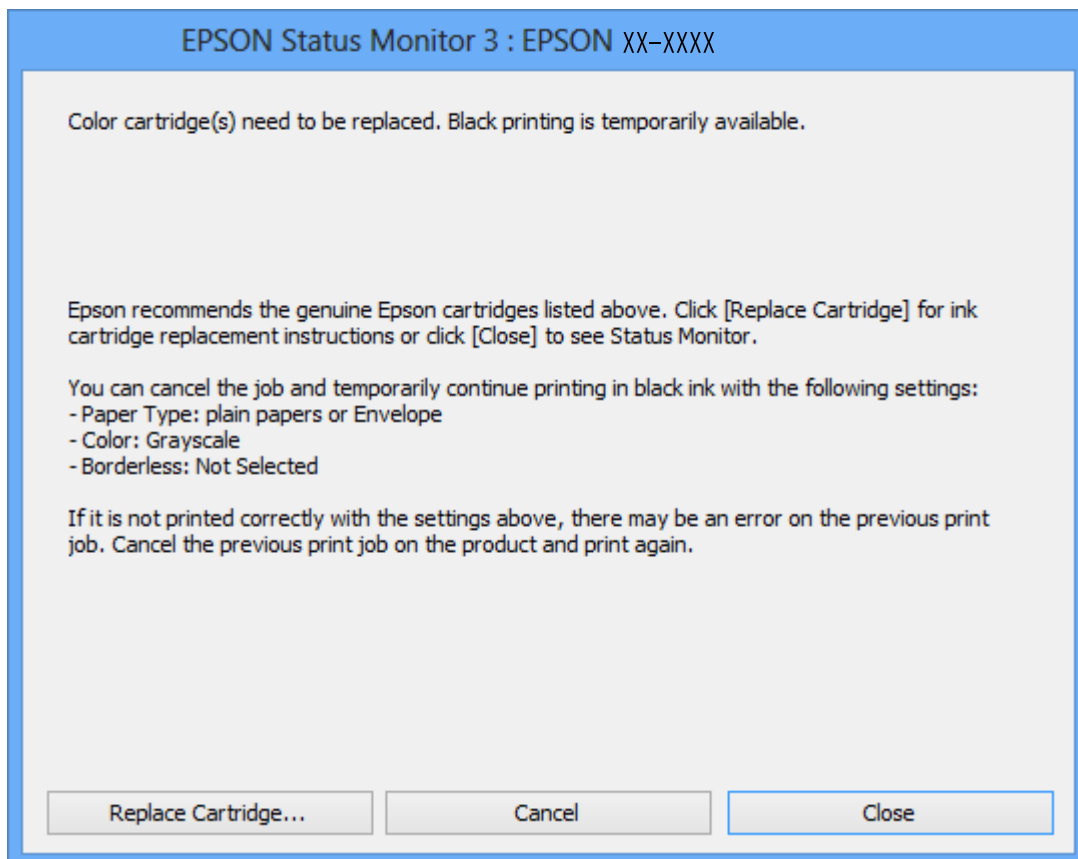 EPSON Status Monitor 3 : EPSON XX-XXXX
Color cartridge(s) need to be replaced. Black printing is temporarily available.
Epson recommends the genuine Epson cartridges listed above. Click [Replace Cartridge] for ink
cartridge replacement instructions or click [Close] to see Status Monitor.
You can cancel the job and temporarily continue printing in black ink with the following settings:
- Paper Type: plain papers or Envelope
- Color: Grayscale
- Borderless: Not Selected
If it is not printed correctly with the settings above, there may be an error on the previous print
job. Cancel the previous print job on the product and print again.
Replace Cartridge...
Cancel
Close